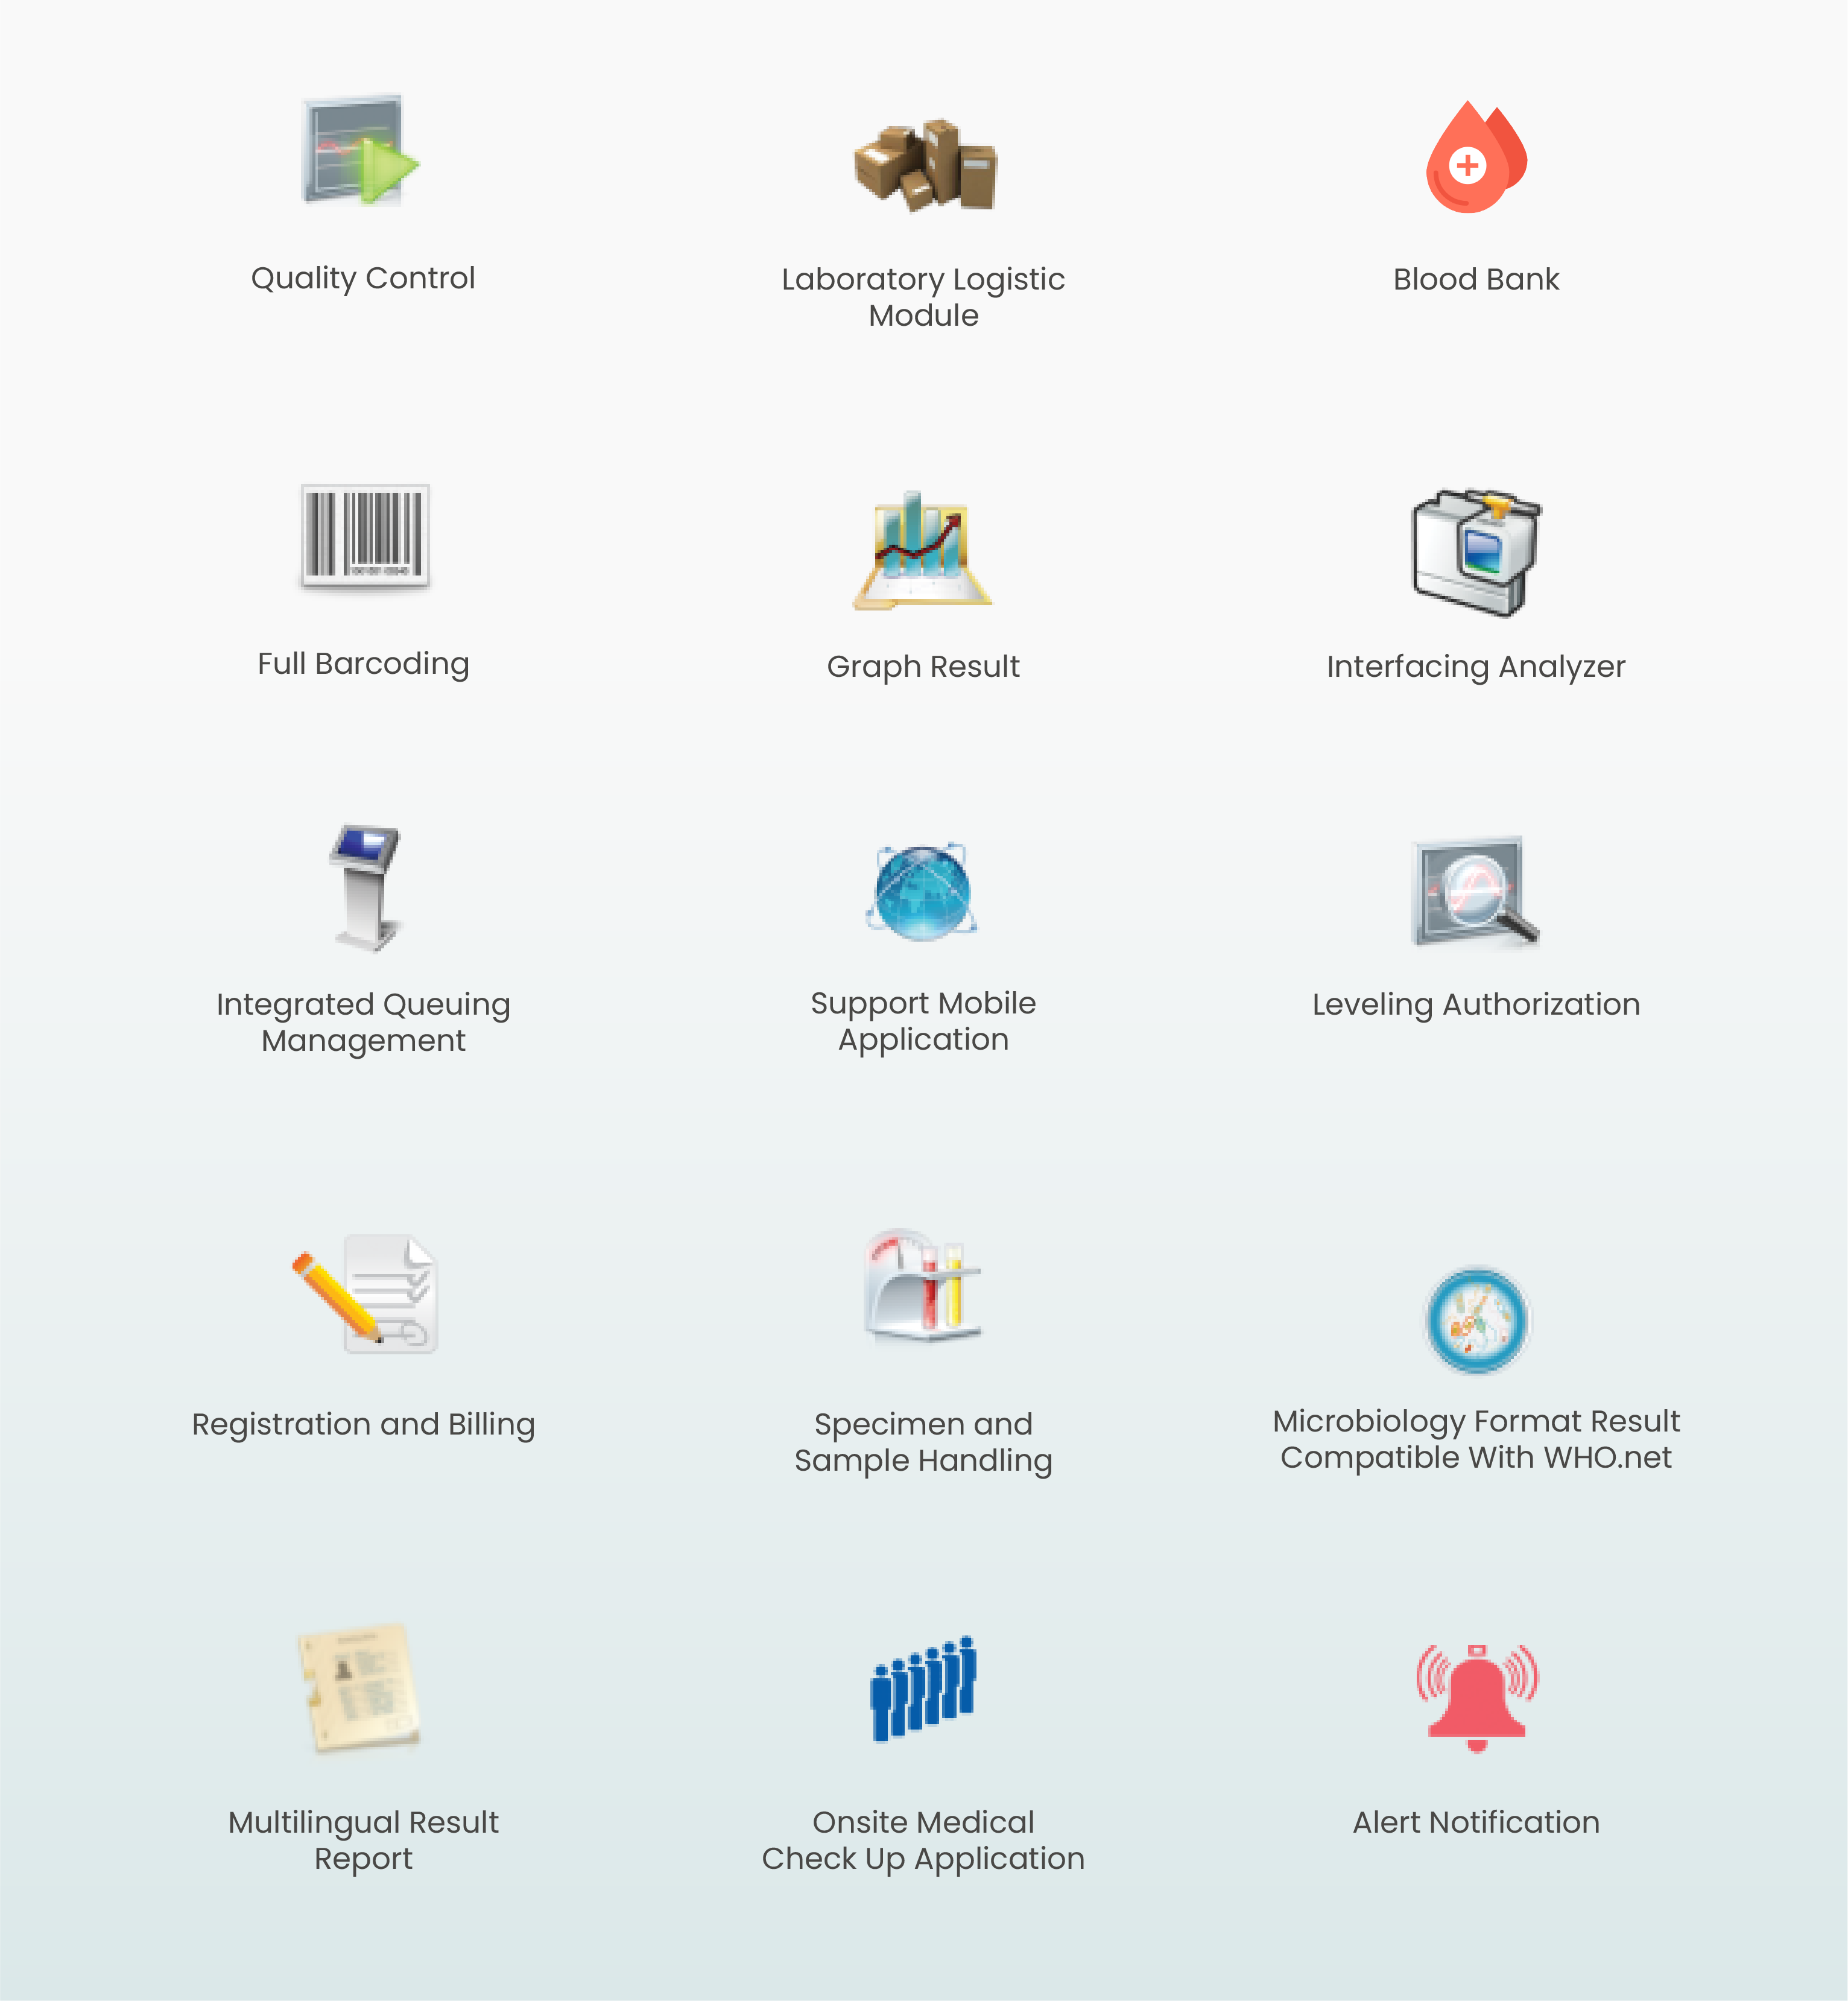 Quality Control
Laboratory Logistic
Module
Blood Bank
Full Barcoding
Graph Result
Interfacing Analyzer
Integrated Queuing
Management
Support Mobile
Application
Leveling Authorization
Registration and Billing
Specimen and
Sample Handling
Microbiology Format Result
Compatible With WHO.net
Multilingual Result
Report
Onsite Medical
Check Up Application
Alert Notification